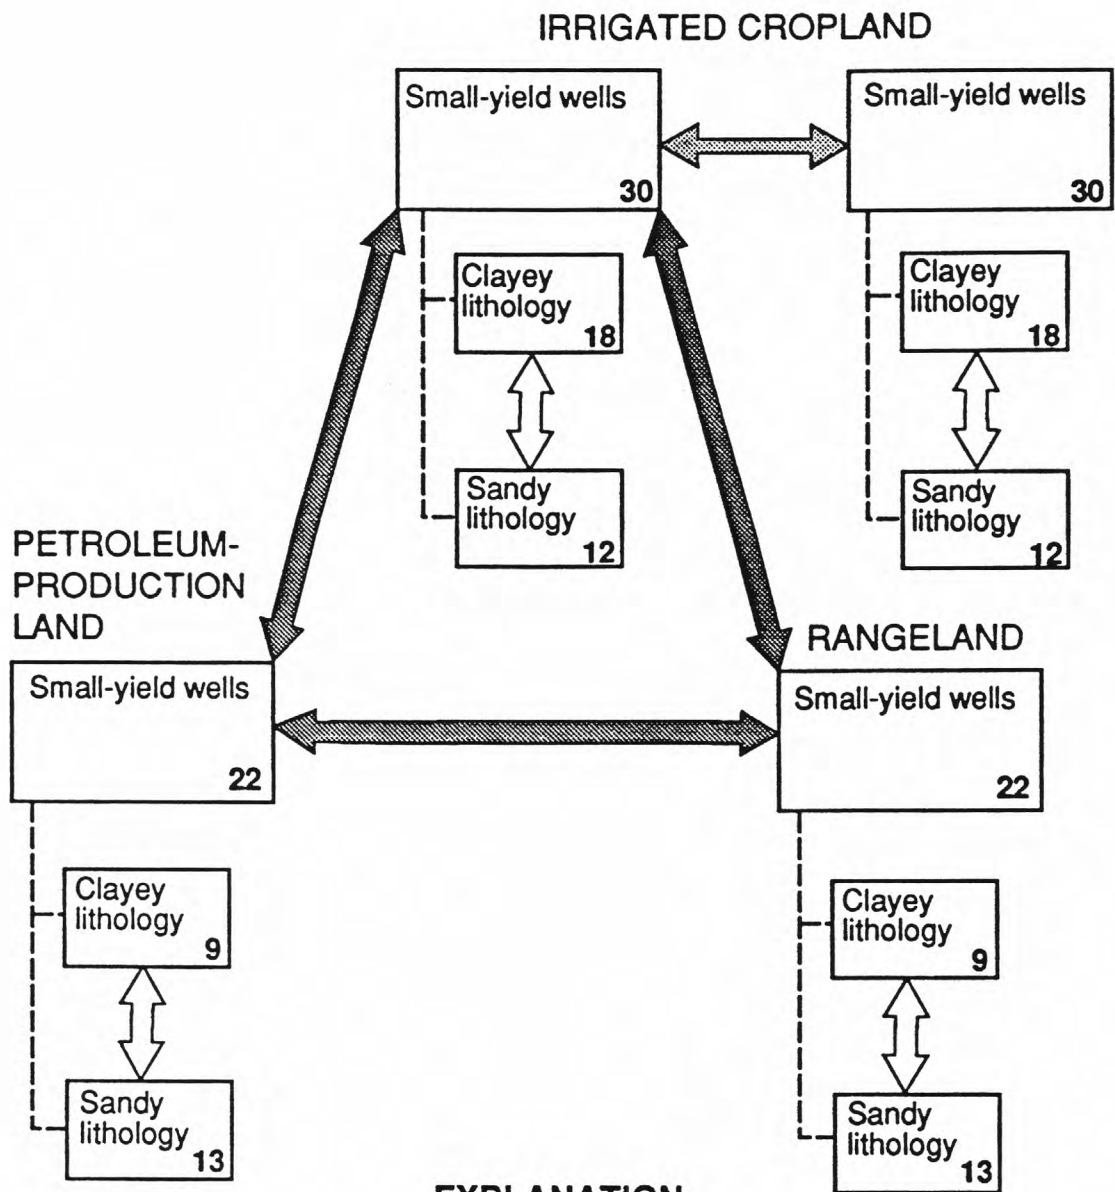 IRRIGATED CROPLAND
Small-yield wells
30
Small-yield wells
30
Clayey
lithology
18
Sandy
lithology
12
Clayey
lithology
18
Sandy
lithology
12
PETROLEUM-
PRODUCTION
LAND
Small-yield wells
22
Clayey
lithology
9
Sandy
lithology
13
RANGELAND
Small-yield wells
22
Clayey
lithology
9
Sandy
lithology
13
EXPLANATION